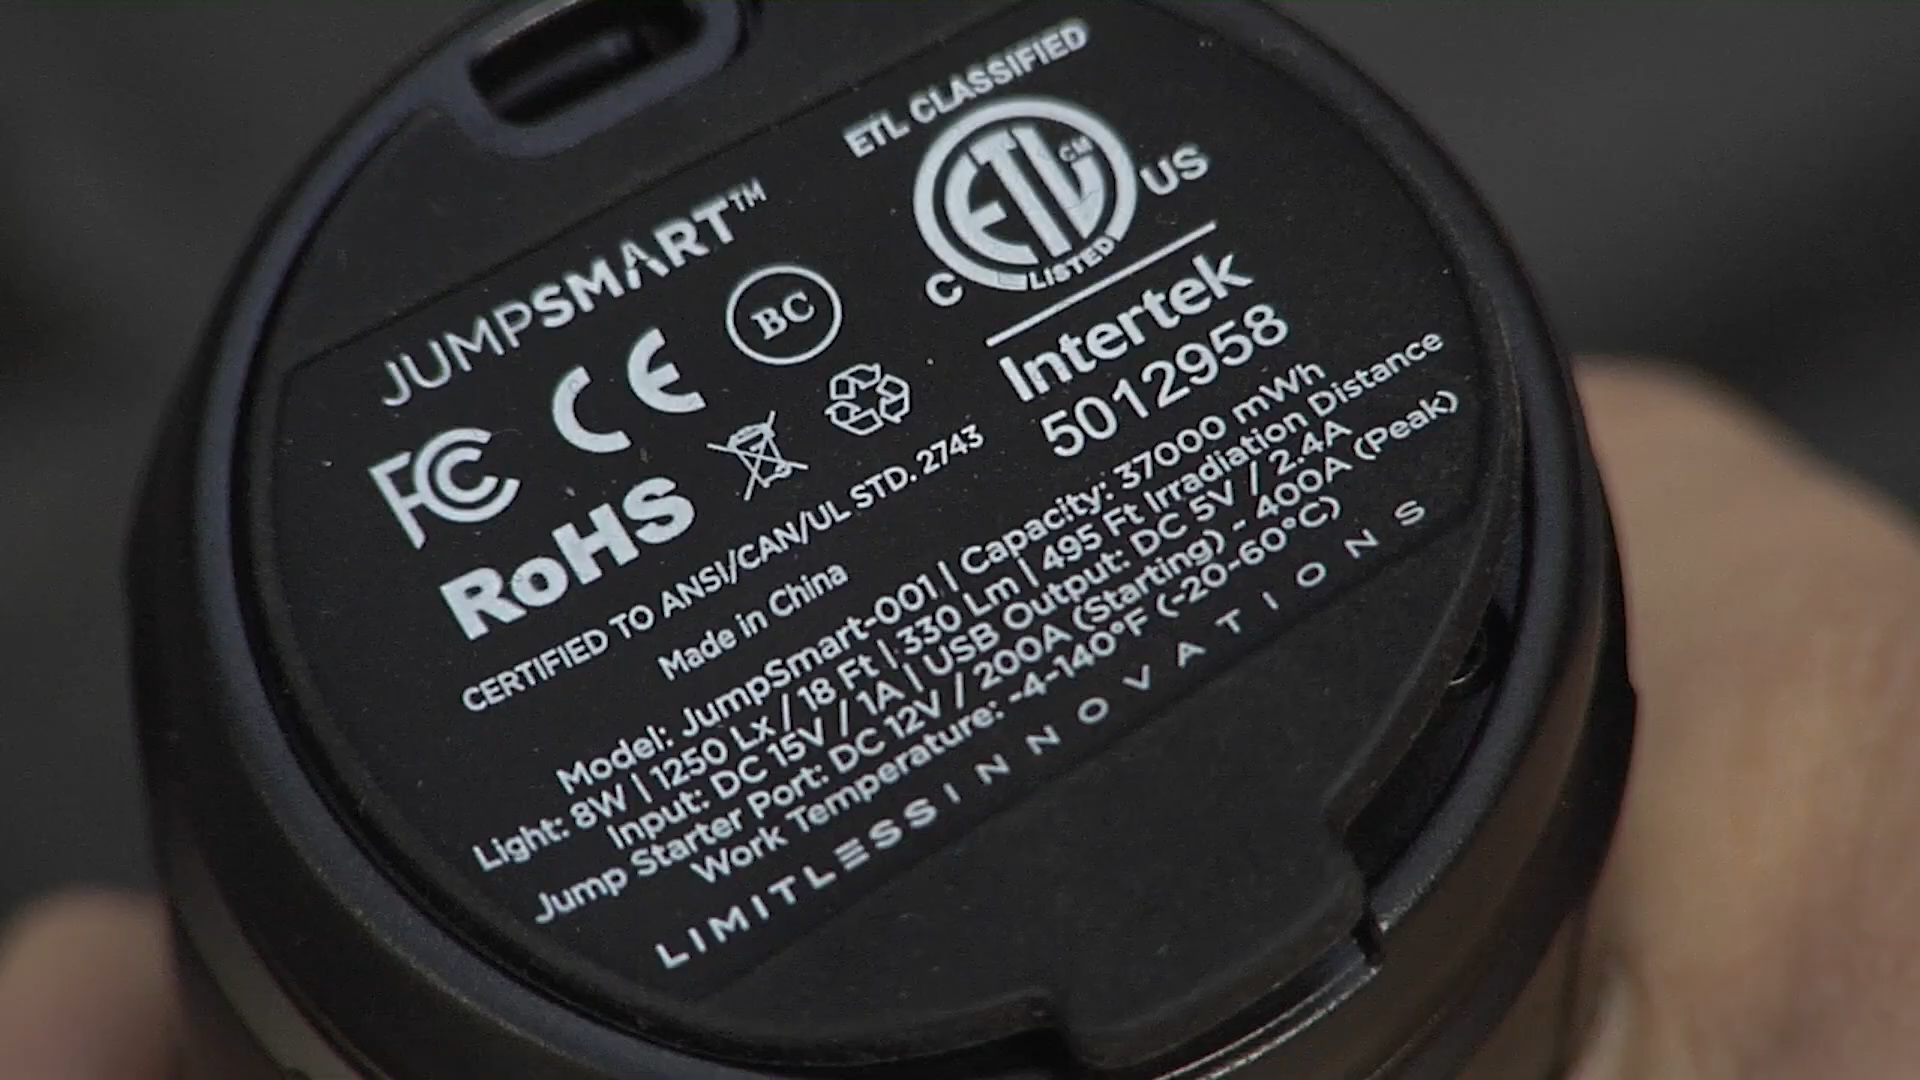 JUMPSMART™
FC CE BC
RoHS
CERTIFIED TO ANSI/CAN/UL STD. 2743
Made in China
ETL CLASSIFIED
ETL CM
LISTED
C US
Intertek
5012958
Model: JumpSmart-001 | Capacity: 37000 mWh
Light: 8W | 1250 Lx / 18 Ft | 330 Lm | 495 Ft Irradiation Distance
Input: DC 15V / 1A | USB Output: DC 5V / 2.4A
Jump Starter Port: DC 12V / 200A (Starting) - 400A (Peak)
Work Temperature: -4-140°F (-20-60°C)
LIMITLESS INNOVATIONS